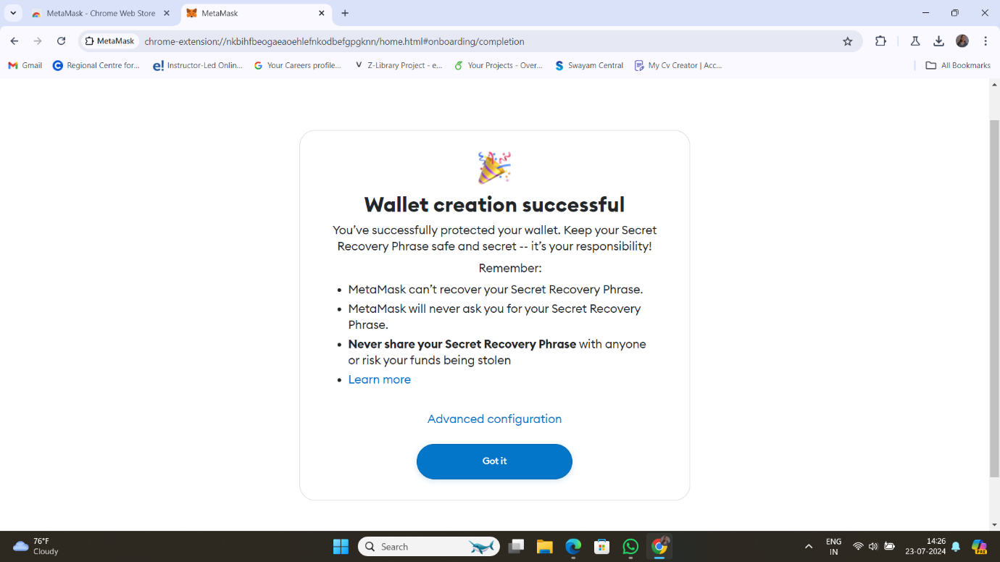 MetaMask - Chrome Web Store
MetaMask
MetaMask
chrome-extension://nkbihfbeogaeaoehlefnkodbefgpgknn/home.html#onboarding/completion
Gmail
Regional Centre for...
Instructor-Led Onlin...
Your Careers profile...
Z-Library Project - e...
Your Projects - Over...
Swayam Central
My Cv Creator | Acc...
All Bookmarks
Wallet creation successful
You’ve successfully protected your wallet. Keep your Secret
Recovery Phrase safe and secret -- it’s your responsibility!
Remember:
• MetaMask can’t recover your Secret Recovery Phrase.
• MetaMask will never ask you for your Secret Recovery
Phrase.
• Never share your Secret Recovery Phrase with anyone
or risk your funds being stolen
• Learn more
Advanced configuration
Got it
76°F
Cloudy
Search
ENG
IN
14:26
23-07-2024
PRE